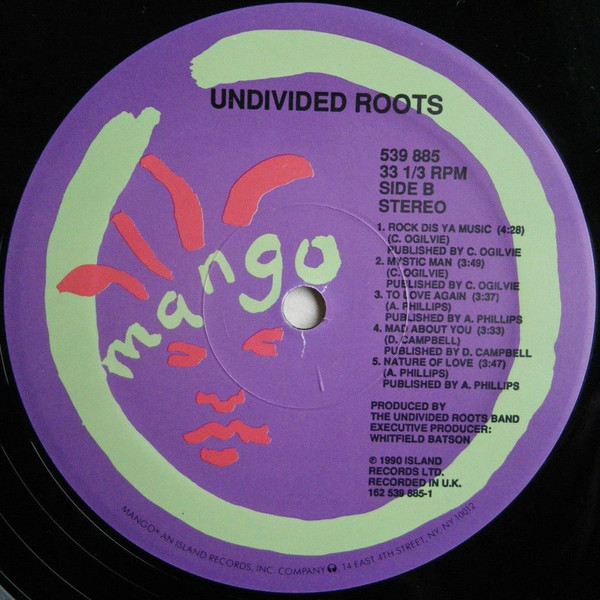 UNDIVIDED ROOTS
539 885
33 1/3 RPM
SIDE B
STEREO
1. ROCK DIS YA MUSIC (4:28)
(C. OGILVIE)
PUBLISHED BY C. OGILVIE
2. MYSTIC MAN (3:49)
(C. OGILVIE)
PUBLISHED BY C. OGILVIE
3. TO LOVE AGAIN (3:37)
(A. PHILLIPS)
PUBLISHED BY A. PHILLIPS
4. MAD ABOUT YOU (3:33)
(D. CAMPBELL)
PUBLISHED BY D. CAMPBELL
5. NATURE OF LOVE (3:47)
(A. PHILLIPS)
PUBLISHED BY A. PHILLIPS
mango
PRODUCED BY
THE UNDIVIDED ROOTS BAND
EXECUTIVE PRODUCER:
WHITFIELD BATSON
℗ 1990 ISLAND
RECORDS LTD.
RECORDED IN U.K.
162 539 885-1
MANGO® AN ISLAND RECORDS, INC. COMPANY, 14 EAST 4TH STREET, NY, NY 10012